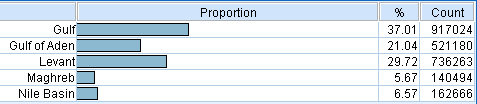 Proportion % Count
Gulf 37.01 917024
Gulf of Aden 21.04 521180
Levant 29.72 736263
Maghreb 5.67 140494
Nile Basin 6.57 162666